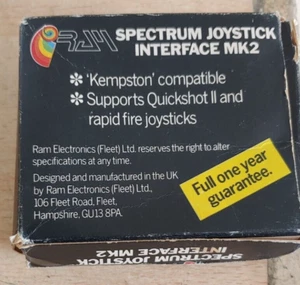 RAM
SPECTRUM JOYSTICK
INTERFACE MK2
* 'Kempston' compatible
* Supports Quickshot II and
rapid fire joysticks
Ram Electronics (Fleet) Ltd. reserves the right to alter
specifications at any time.
Designed and manufactured in the UK
by Ram Electronics (Fleet) Ltd.,
106 Fleet Road, Fleet,
Hampshire, GU13 8PA.
Full one year
guarantee.
SPECTRUM JOYSTICK
INTERFACE MK2